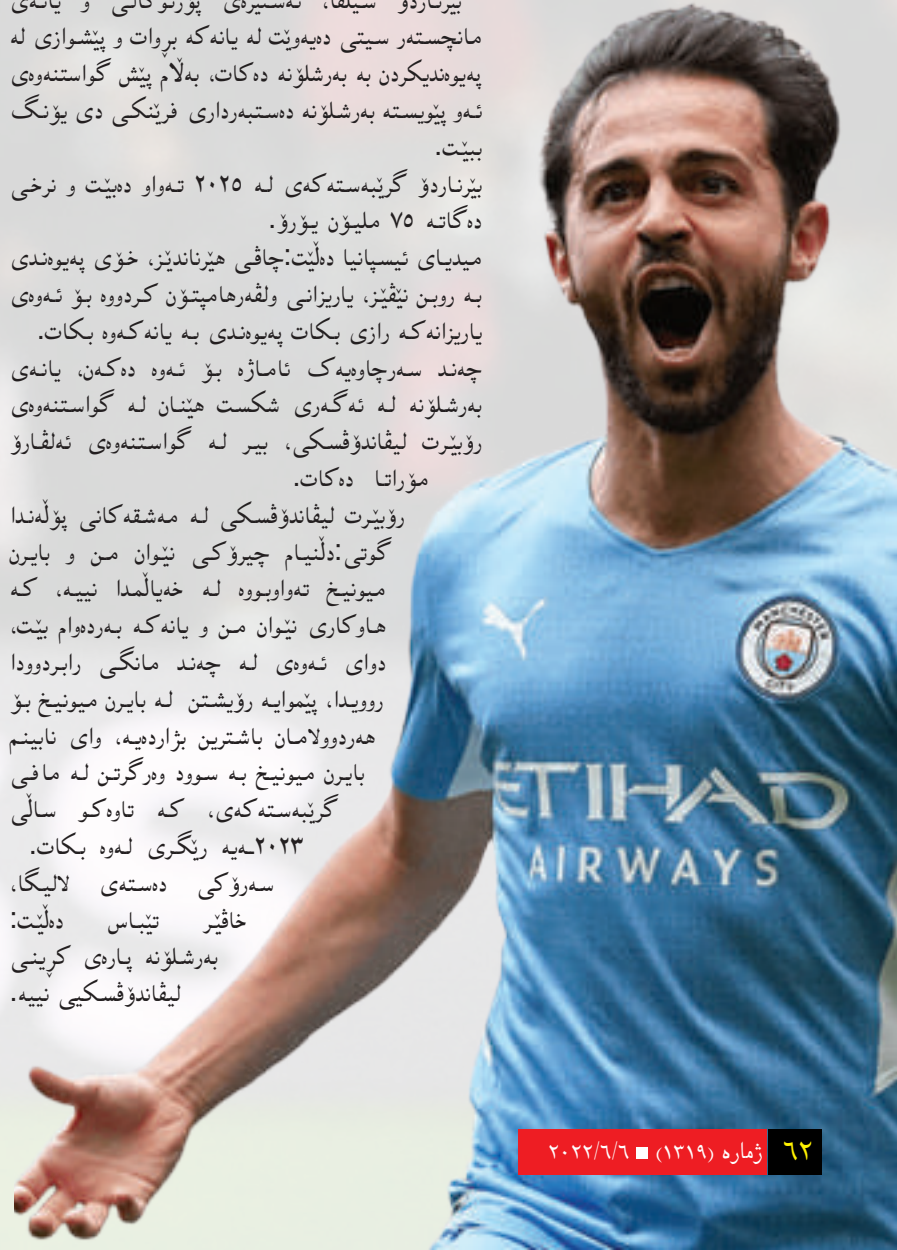 بێرناردۆ سیلڤا، ئەستێرەی پورتوگالی و یانەی
مانچستەر سیتی دەیەوێت لە یانەکە بڕوات و پێشوازی لە
پەیوەندیکردن بە بەرشلۆنە دەکات، بەڵام پێش گواستنەوەی
ئەو پێویستە بەرشلۆنە دەستبەرداری فرێنکی دی یۆنگ
ببێت.
بێرناردۆ گرێبەستەکەی لە ٢٠٢٥ تەواو دەبێت و نرخی
دەگاتە ٧٥ ملیۆن یۆرۆ.
میدیای ئیسپانیا دەڵێت:چاڤی هێرناندێز، خۆی پەیوەندی
بە روبن نێڤێز، یاریزانی ولڤەرهامپتۆن کردووە بۆ ئەوەی
یاریزانەکە رازی بکات پەیوەندی بە یانەکەوە بکات.
چەند سەرچاوەیەک ئاماژە بۆ ئەوە دەکەن، یانەی
بەرشلۆنە لە ئەگەری شکست هێنان لە گواستنەوەی
رۆبێرت لیڤاندۆڤسکی، بیر لە گواستنەوەی ئەلڤارۆ
مۆراتا دەکات.
رۆبێرت لیڤاندۆڤسکی لە مەشقەکانی پۆڵەندا
گوتی:دڵنیام چیرۆکی نێوان من و بایرن
میونیخ تەواوبووە لە خەیاڵمدا نییە، کە
هاوکاری نێوان من و یانەکە بەردەوام بێت،
دوای ئەوەی لە چەند مانگی رابردوودا
روویدا، پێموایە رۆیشتن لە بایرن میونیخ بۆ
هەردوولامان باشترین بژاردەیە، وای نابینم
بایرن میونیخ بە سوود وەرگرتن لە مافی
گرێبەستەکەی، کە تاوەکو ساڵی
٢٠٢٣ـەیە رێگری لەوە بکات.
سەرۆکی دەستەی لالیگا،
خاڤێر تێباس دەڵێت:
بەرشلۆنە پارەی کڕینی
لیڤاندۆڤسکیی نییە.
MANCHESTER
CITY
ETIHAD
AIRWAYS
٦٢ ژمارە (١٣١٩) ■ ٢٠٢٢/٦/٦